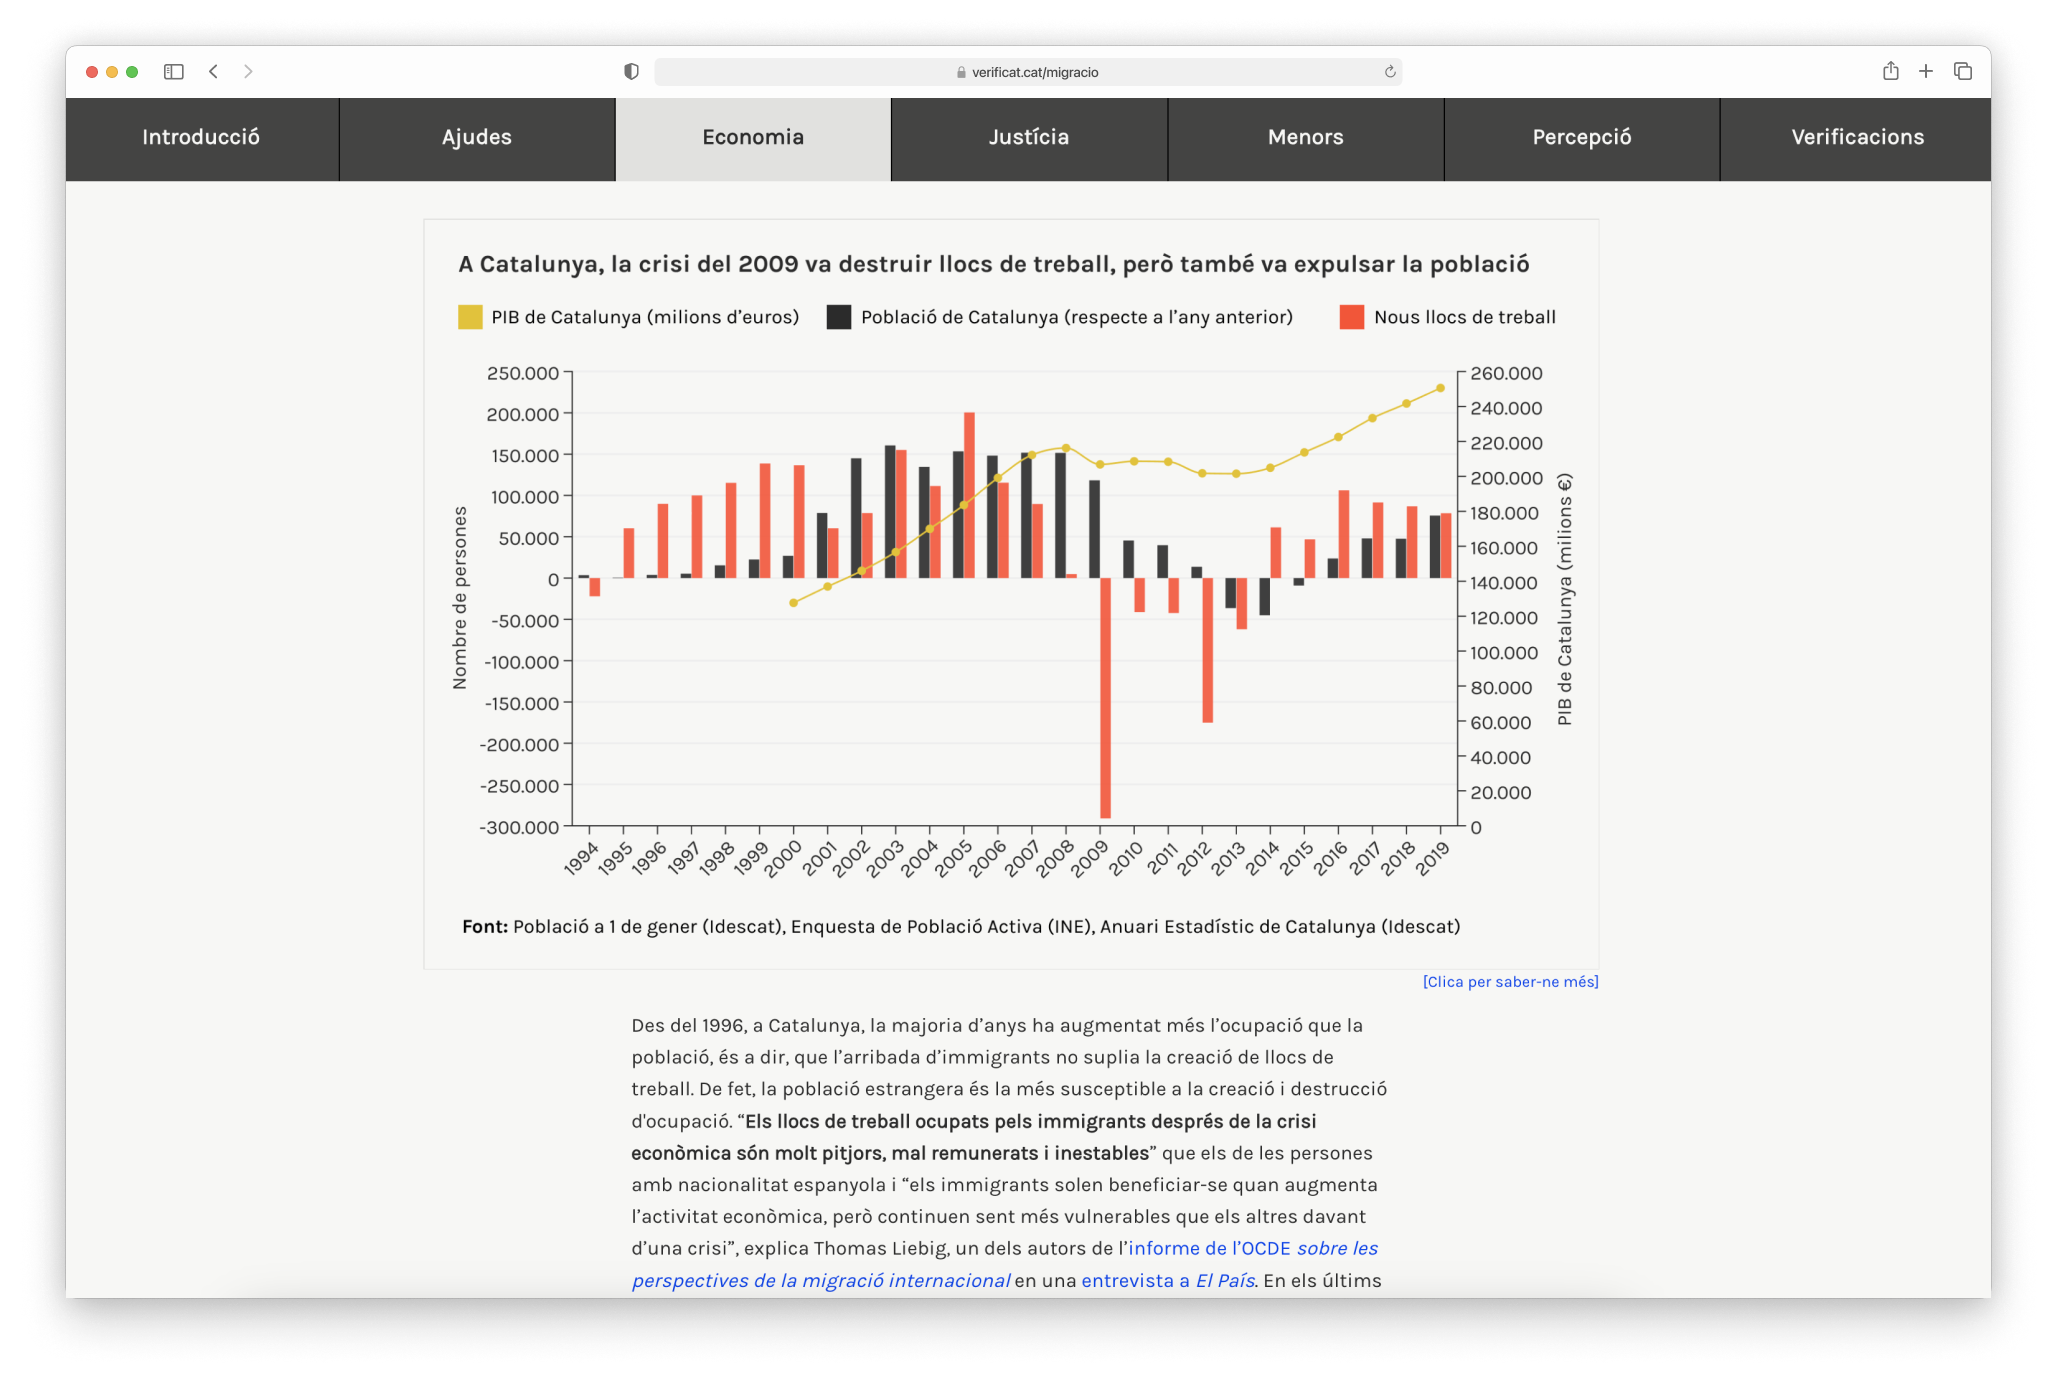 verificat.cat/migracio
Introducció
Ajudes
Economia
Justícia
Menors
Percepció
Verificacions
A Catalunya, la crisi del 2009 va destruir llocs de treball, però també va expulsar la població
PIB de Catalunya (milions d’euros)
Població de Catalunya (respecte a l’any anterior)
Nous llocs de treball
Nombre de persones
250.000
200.000
150.000
100.000
50.000
0
-50.000
-100.000
-150.000
-200.000
-250.000
-300.000
260.000
240.000
220.000
200.000
180.000
160.000
140.000
120.000
100.000
80.000
60.000
40.000
20.000
0
PIB de Catalunya (milions €)
1994
1995
1996
1997
1998
1999
2000
2001
2002
2003
2004
2005
2006
2007
2008
2009
2010
2011
2012
2013
2014
2015
2016
2017
2018
2019
Font: Població a 1 de gener (Idescat), Enquesta de Població Activa (INE), Anuari Estadístic de Catalunya (Idescat)
[Clica per saber-ne més]
Des del 1996, a Catalunya, la majoria d’anys ha augmentat més l’ocupació que la
població, és a dir, que l’arribada d’immigrants no suplia la creació de llocs de
treball. De fet, la població estrangera és la més susceptible a la creació i destrucció
d'ocupació. “Els llocs de treball ocupats pels immigrants després de la crisi
econòmica són molt pitjors, mal remunerats i inestables” que els de les persones
amb nacionalitat espanyola i “els immigrants solen beneficiar-se quan augmenta
l’activitat econòmica, però continuen sent més vulnerables que els altres davant
d’una crisi”, explica Thomas Liebig, un dels autors de l’informe de l’OCDE sobre les
perspectives de la migració internacional en una entrevista a El País. En els últims